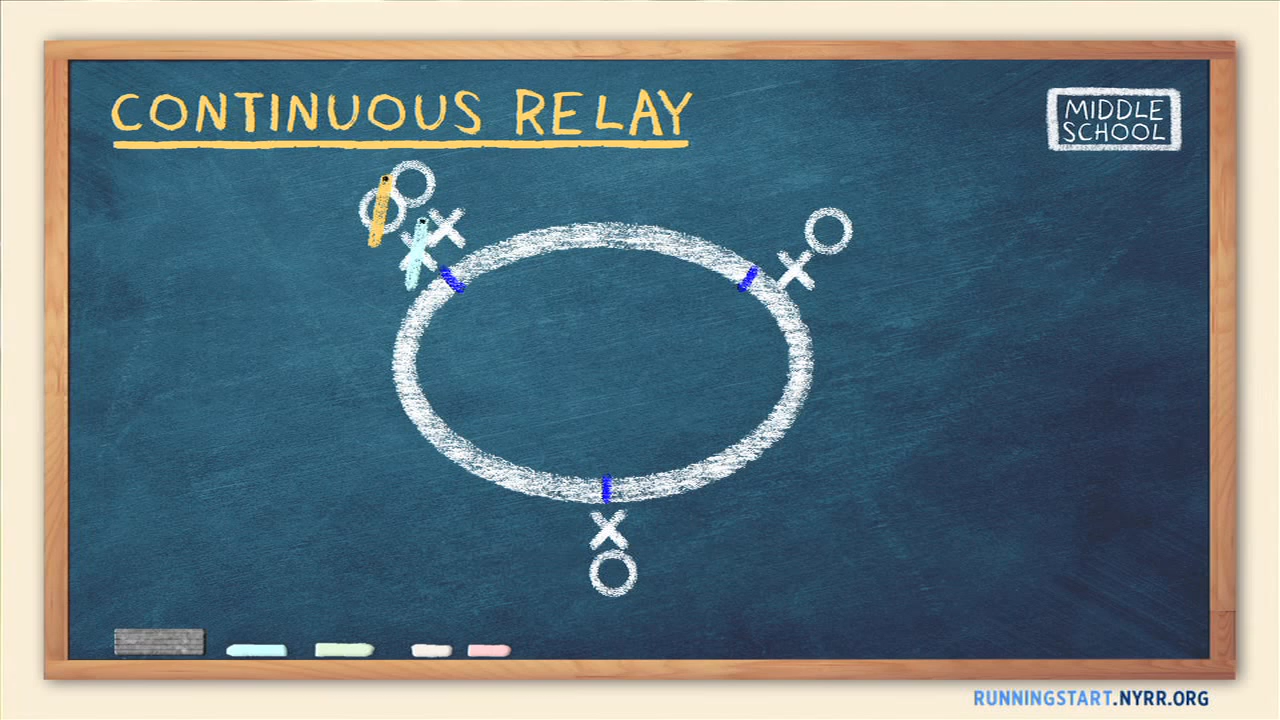 CONTINUOUS RELAY
MIDDLE
SCHOOL
O
O
X
X
X
O
X
O
RUNNINGSTART.NYRR.ORG